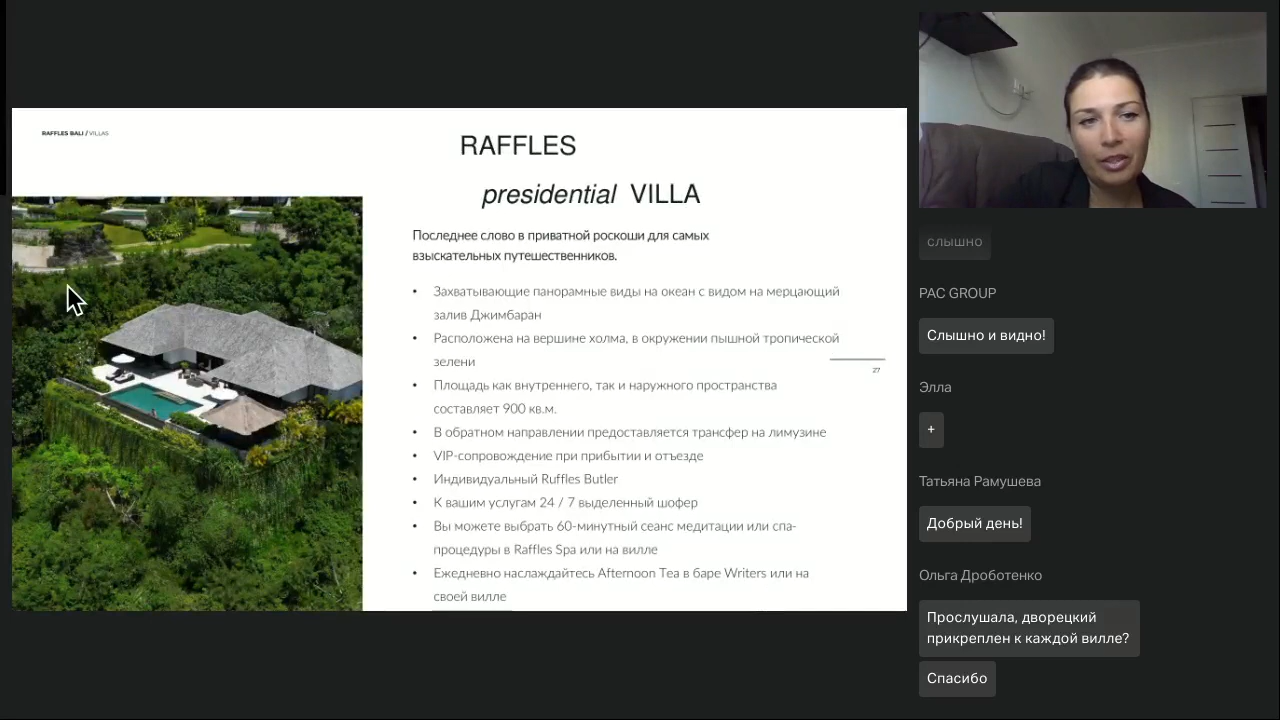 RAFFLES BALI / VILLAS
RAFFLES
presidential VILLA
Последнее слово в приватной роскоши для самых
взыскательных путешественников.
• Захватывающие панорамные виды на океан с видом на мерцающий
залив Джимбаран
• Расположена на вершине холма, в окружении пышной тропической
зелени
• Площадь как внутреннего, так и наружного пространства
составляет 900 кв.м.
• В обратном направлении предоставляется трансфер на лимузине
• VIP-сопровождение при прибытии и отъезде
• Индивидуальный Ruffles Butler
• К вашим услугам 24 / 7 выделенный шофер
• Вы можете выбрать 60-минутный сеанс медитации или спа-
процедуры в Raffles Spa или на вилле
• Ежедневно наслаждайтесь Afternoon Tea в баре Writers или на
своей вилле
27
слышно
PAC GROUP
Слышно и видно!
Элла
+
Татьяна Рамушева
Добрый день!
Ольга Дроботенко
Прослушала, дворецкий
прикреплен к каждой вилле?
Спасибо